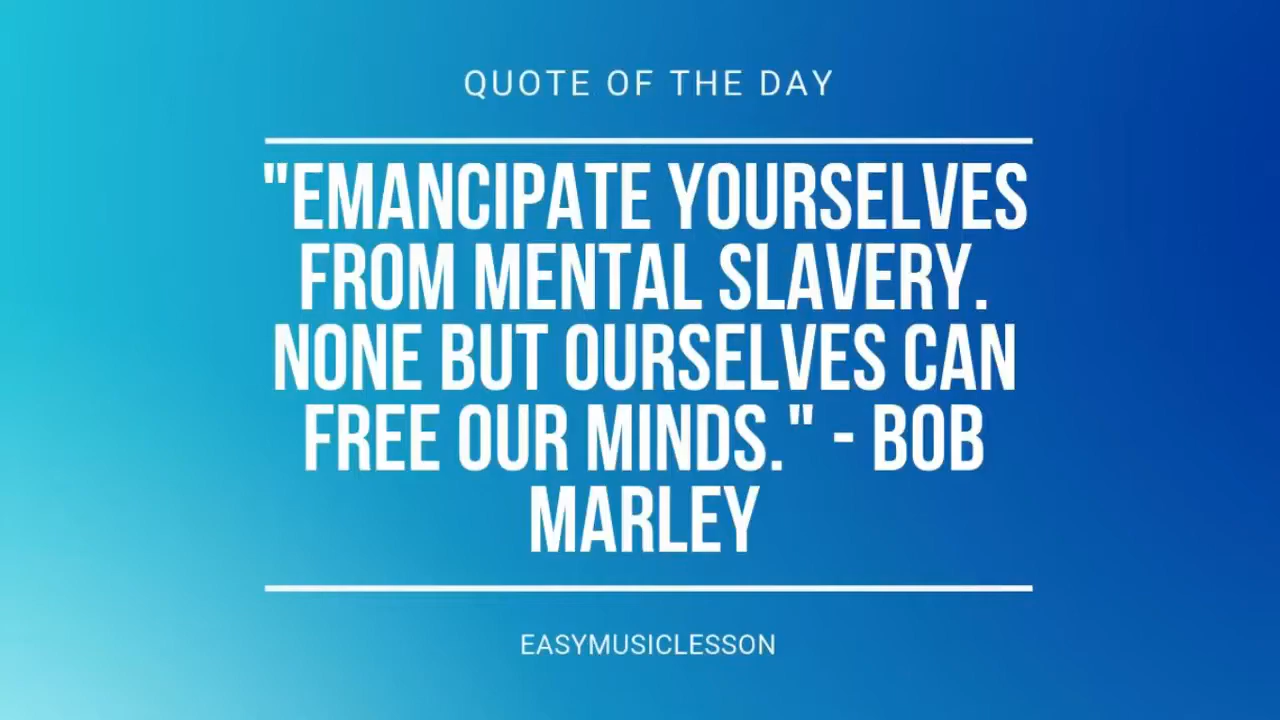 QUOTE OF THE DAY
"EMANCIPATE YOURSELVES
FROM MENTAL SLAVERY.
NONE BUT OURSELVES CAN
FREE OUR MINDS." - BOB
MARLEY
EASYMUSICLESSON